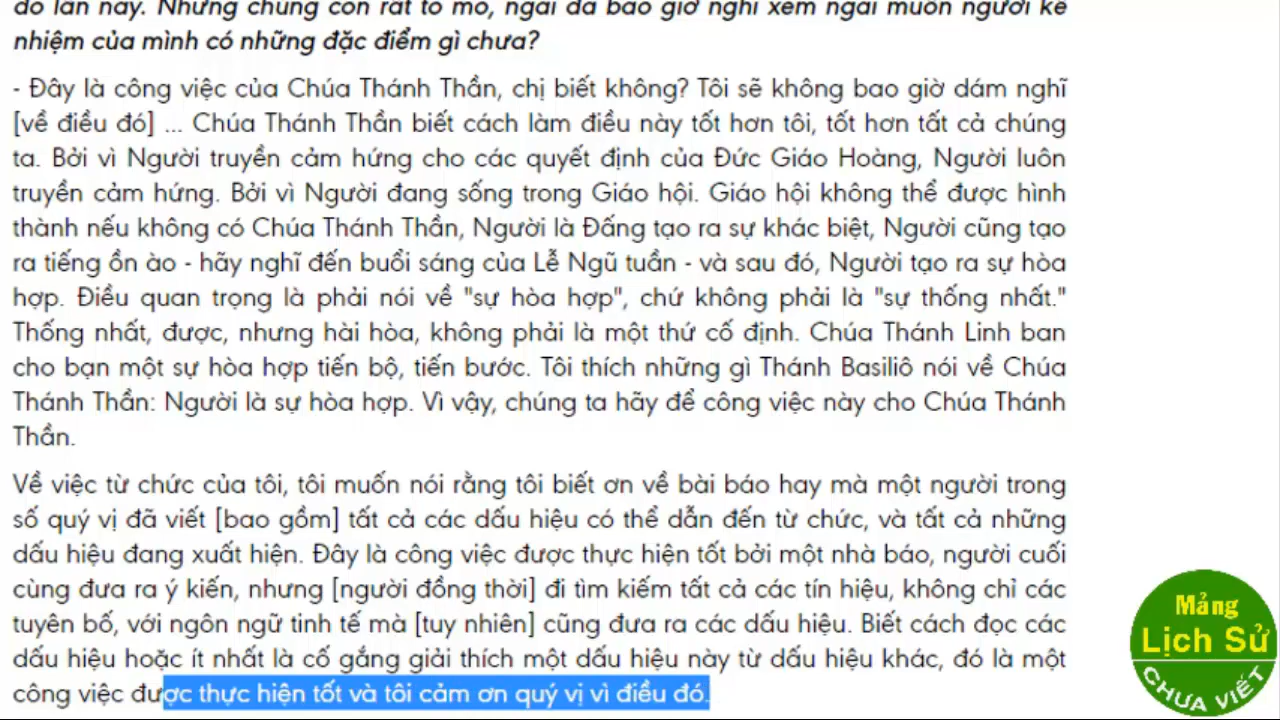 do lần này. Nhưng chúng con rất tò mò, ngài đã bao giờ nghĩ xem ngài muốn người kế
nhiệm của mình có những đặc điểm gì chưa?
- Đây là công việc của Chúa Thánh Thần, chị biết không? Tôi sẽ không bao giờ dám nghĩ
[về điều đó] ... Chúa Thánh Thần biết cách làm điều này tốt hơn tôi, tốt hơn tất cả chúng
ta. Bởi vì Người truyền cảm hứng cho các quyết định của Đức Giáo Hoàng, Người luôn
truyền cảm hứng. Bởi vì Người đang sống trong Giáo hội. Giáo hội không thể được hình
thành nếu không có Chúa Thánh Thần, Người là Đấng tạo ra sự khác biệt, Người cũng tạo
ra tiếng ồn ào - hãy nghĩ đến buổi sáng của Lễ Ngũ tuần - và sau đó, Người tạo ra sự hòa
hợp. Điều quan trọng là phải nói về "sự hòa hợp", chứ không phải là "sự thống nhất."
Thống nhất, được, nhưng hài hòa, không phải là một thứ cố định. Chúa Thánh Linh ban
cho bạn một sự hòa hợp tiến bộ, tiến bước. Tôi thích những gì Thánh Basiliô nói về Chúa
Thánh Thần: Người là sự hòa hợp. Vì vậy, chúng ta hãy để công việc này cho Chúa Thánh
Thần.
Về việc từ chức của tôi, tôi muốn nói rằng tôi biết ơn về bài báo hay mà một người trong
số quý vị đã viết [bao gồm] tất cả các dấu hiệu có thể dẫn đến từ chức, và tất cả những
dấu hiệu đang xuất hiện. Đây là công việc được thực hiện tốt bởi một nhà báo, người cuối
cùng đưa ra ý kiến, nhưng [người đồng thời] đi tìm kiếm tất cả các tín hiệu, không chỉ các
tuyên bố, với ngôn ngữ tinh tế mà [tuy nhiên] cũng đưa ra các dấu hiệu. Biết cách đọc các
dấu hiệu hoặc ít nhất là cố gắng giải thích một dấu hiệu này từ dấu hiệu khác, đó là một
công việc được thực hiện tốt và tôi cảm ơn quý vị vì điều đó.
Mảng
Lịch Sử
CHƯA VIẾT